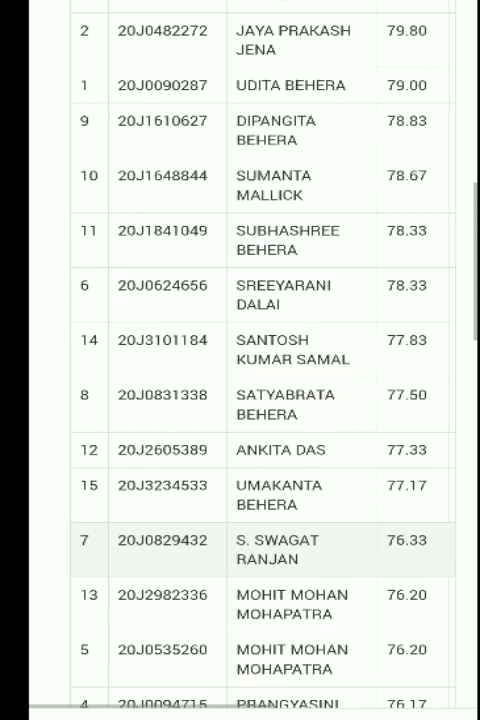 2 20J0482272 JAYA PRAKASH 79.80
JENA
1 20J0090287 UDITA BEHERA 79.00
9 20J1610627 DIPANGITA 78.83
BEHERA
10 20J1648844 SUMANTA 78.67
MALLICK
11 20J1841049 SUBHASHREE 78.33
BEHERA
6 20J0624656 SREEYARANI 78.33
DALAI
14 20J3101184 SANTOSH 77.83
KUMAR SAMAL
8 20J0831338 SATYABRATA 77.50
BEHERA
12 20J2605389 ANKITA DAS 77.33
15 20J3234533 UMAKANTA 77.17
BEHERA
7 20J0829432 S. SWAGAT 76.33
RANJAN
13 20J2982336 MOHIT MOHAN 76.20
MOHAPATRA
5 20J0535260 MOHIT MOHAN 76.20
MOHAPATRA
4 20J0094715 PRANGYASINI 76.17